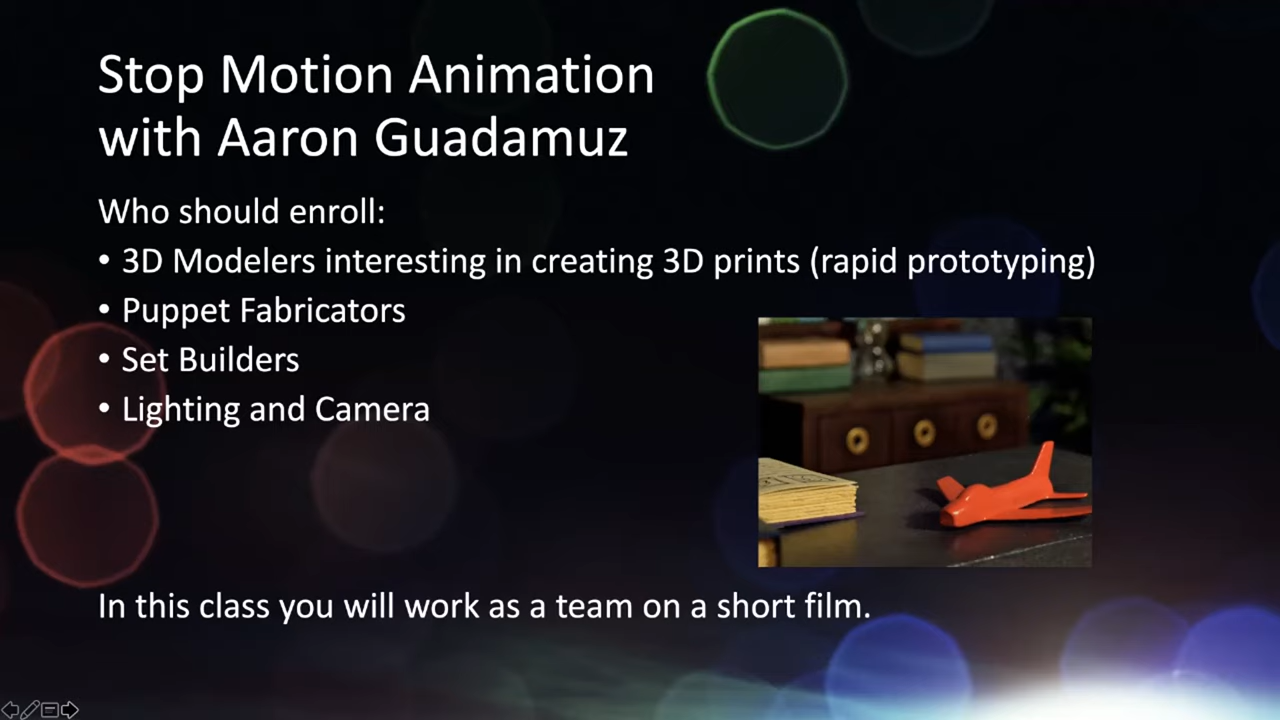 Stop Motion Animation
with Aaron Guadamuz
Who should enroll:
• 3D Modelers interesting in creating 3D prints (rapid prototyping)
• Puppet Fabricators
• Set Builders
• Lighting and Camera
In this class you will work as a team on a short film.